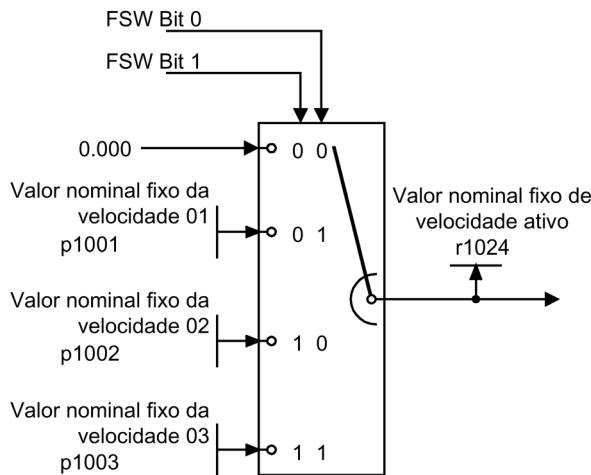 FSW Bit 0
FSW Bit 1
0.000
0 0
Valor nominal fixo da
velocidade 01
p1001
0 1
Valor nominal fixo de
velocidade ativo
r1024
Valor nominal fixo da
velocidade 02
p1002
1 0
Valor nominal fixo da
velocidade 03
p1003
1 1